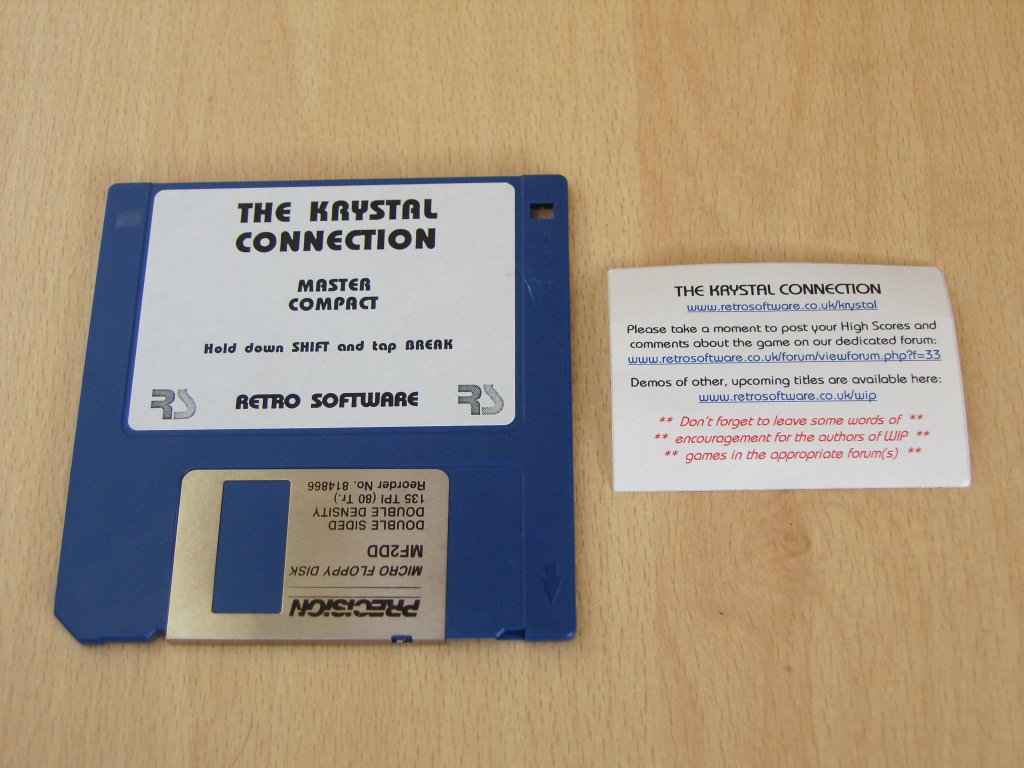 THE KRYSTAL
CONNECTION
MASTER
COMPACT
Hold down SHIFT and tap BREAK
RS RETRO SOFTWARE RS
PRECISION
MICRO FLOPPY DISK
MF2DD
DOUBLE SIDED
DOUBLE DENSITY
135 TPI (80 Tr.)
Reorder No. 814866
THE KRYSTAL CONNECTION
www.retrosoftware.co.uk/krystal
Please take a moment to post your High Scores and
comments about the game on our dedicated forum:
www.retrosoftware.co.uk/forum/viewforum.php?f=33
Demos of other, upcoming titles are available here:
www.retrosoftware.co.uk/wip
** Don't forget to leave some words of **
** encouragement for the authors of WIP **
** games in the appropriate forum(s) **